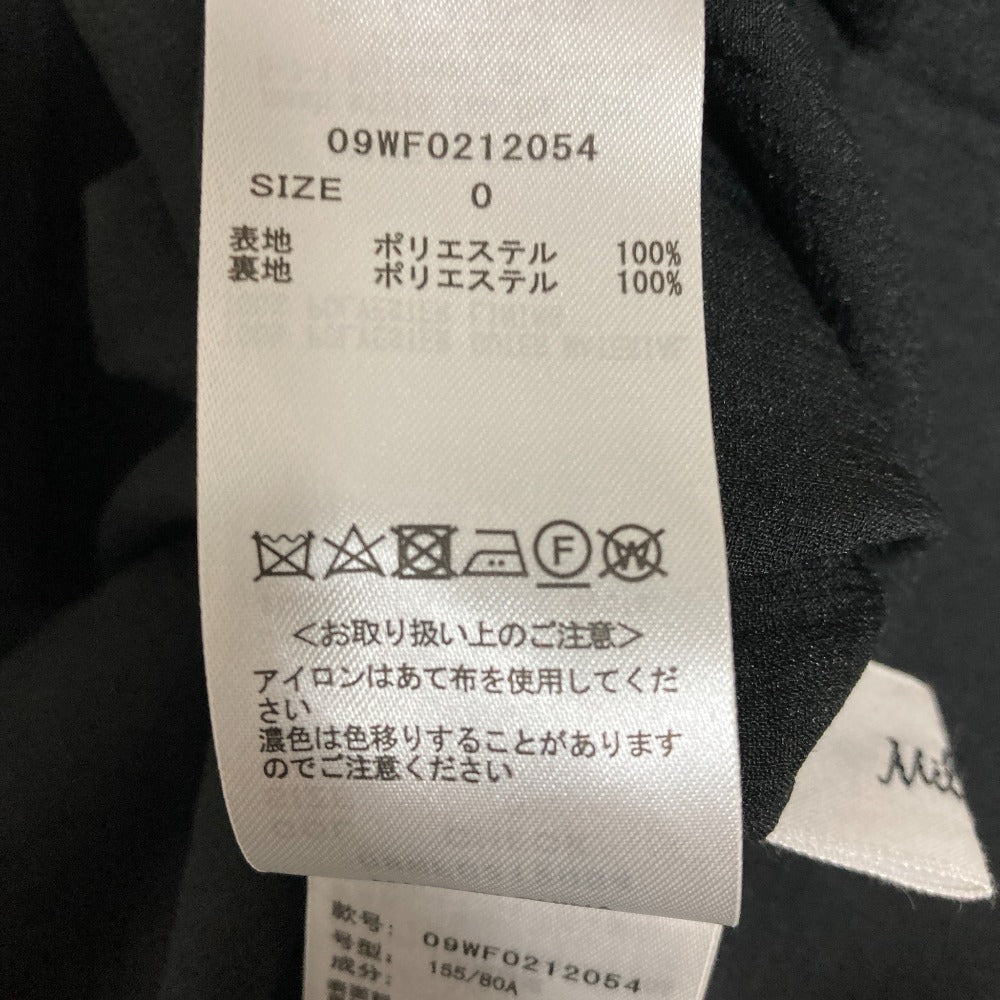 09WF0212054
SIZE 0
表地 ポリエステル 100%
裏地 ポリエステル 100%
F
W
<お取り扱い上のご注意>
アイロンはあて布を使用してくだ
さい
濃色は色移りすることがあります
のでご注意ください
款号: 09WF0212054
号型: 155/80A
成分: